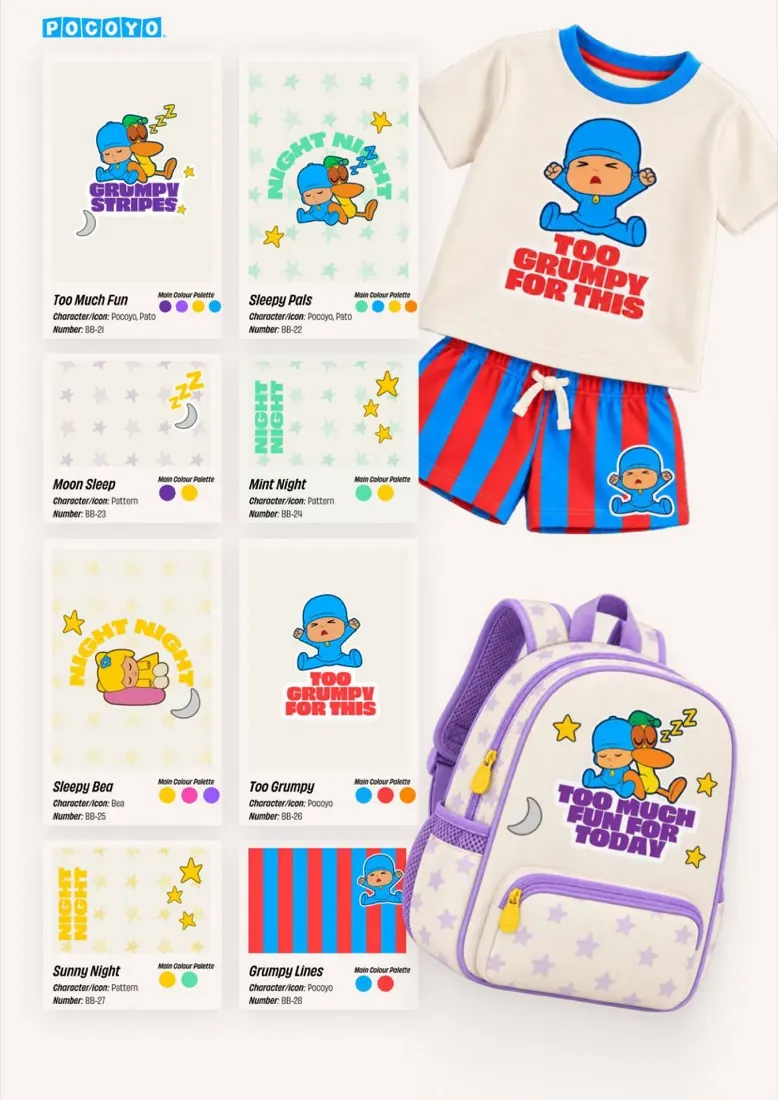 POCOYO
GRUMPY
STRIPES
Too Much Fun
Main Colour Palette
Character/icon: Pocoyo, Pato
Number: BB-21
NIGHT NIGHT
Sleepy Pals
Main Colour Palette
Character/icon: Pocoyo, Pato
Number: BB-22
ZZZ
Moon Sleep
Main Colour Palette
Character/icon: Pattern
Number: BB-23
NIGHT
NIGHT
Mint Night
Main Colour Palette
Character/icon: Pattern
Number: BB-24
NIGHT NIGHT
Sleepy Bea
Main Colour Palette
Character/icon: Bea
Number: BB-25
TOO
GRUMPY
FOR THIS
Too Grumpy
Main Colour Palette
Character/icon: Pocoyo
Number: BB-26
NIGHT
NIGHT
Sunny Night
Main Colour Palette
Character/icon: Pattern
Number: BB-27
Grumpy Lines
Main Colour Palette
Character/icon: Pocoyo
Number: BB-28
TOO
GRUMPY
FOR THIS
ZZZ
TOO MUCH
FUN FOR
TODAY